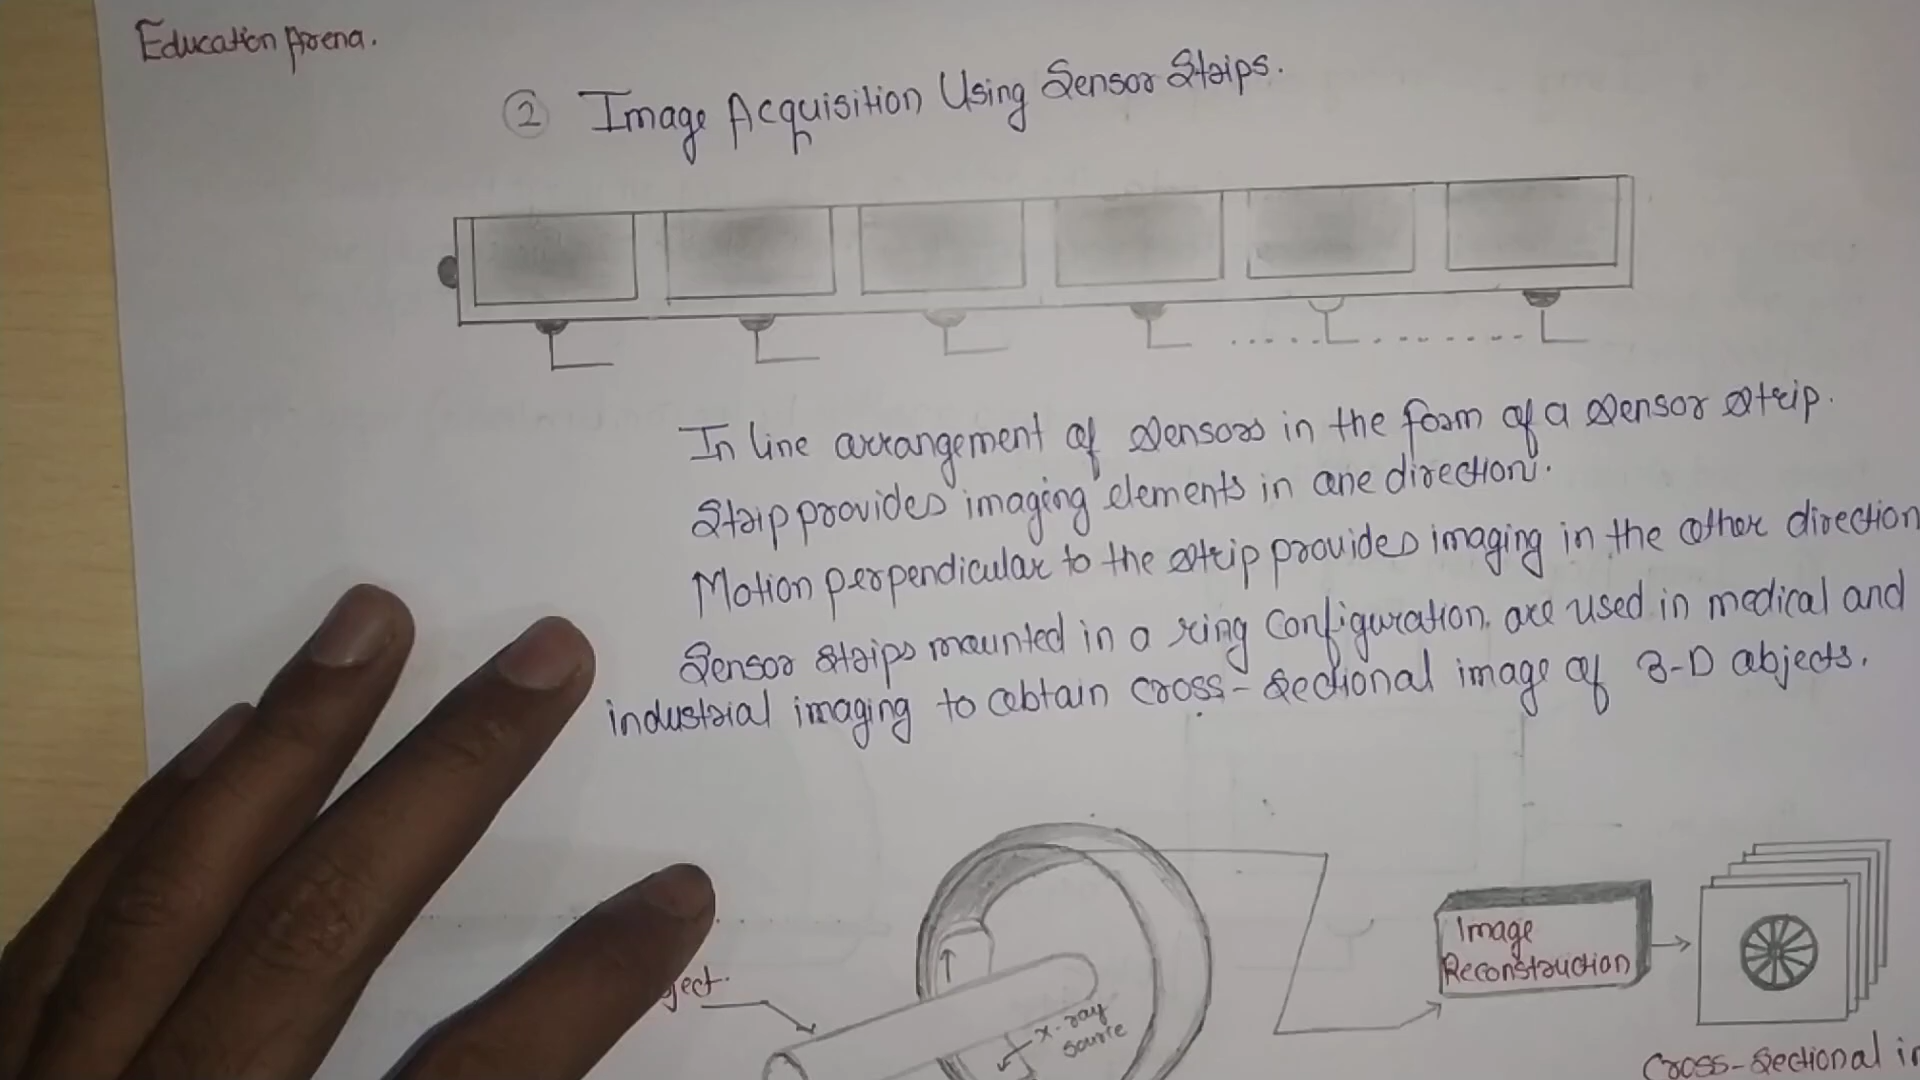 Education Arena.
② Image Acquisition Using Sensor Strips.
In line arrangement of sensors in the form of a sensor strip.
Strip provides imaging elements in one direction.
Motion perpendicular to the strip provides imaging in the other direction
Sensor strips mounted in a ring configuration, are used in medical and
industrial imaging to obtain cross-sectional image of 3-D objects.
Image
Reconstruction
ject.
x-ray
source
Cross-sectional